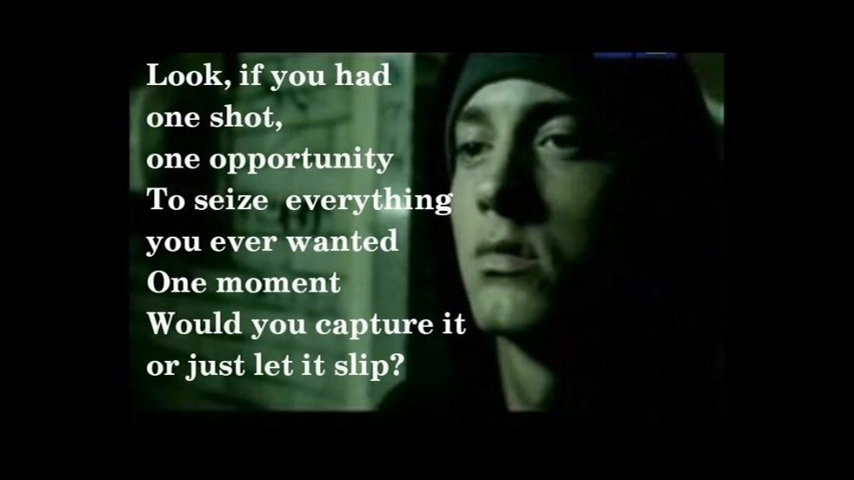 Look, if you had
one shot,
one opportunity
To seize  everything
you ever wanted
One moment
Would you capture it
or just let it slip?